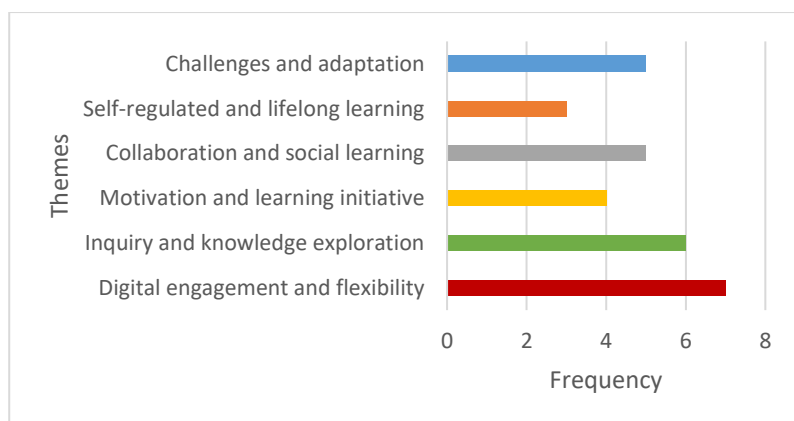 Challenges and adaptation
Self-regulated and lifelong learning
Collaboration and social learning
Motivation and learning initiative
Inquiry and knowledge exploration
Digital engagement and flexibility
Themes
0 2 4 6 8
Frequency